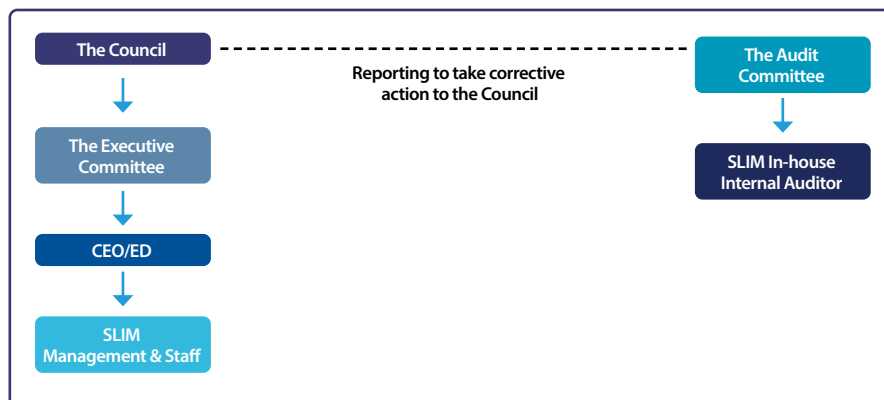 The Council
Reporting to take corrective
action to the Council
The Audit
Committee
The Executive
Committee
SLIM In-house
Internal Auditor
CEO/ED
SLIM
Management & Staff